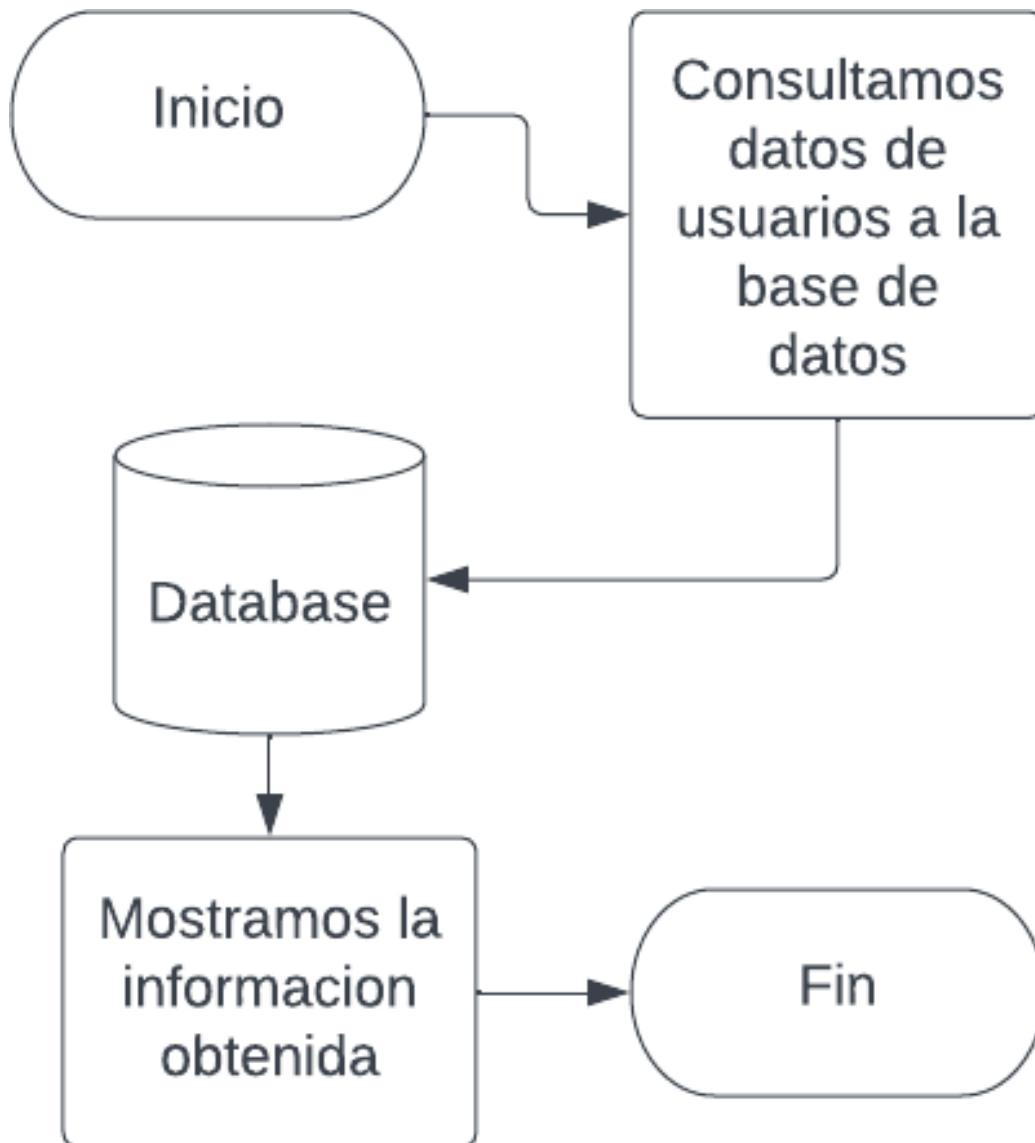 Inicio
Consultamos
datos de
usuarios a la
base de
datos
Database
Mostramos la
informacion
obtenida
Fin